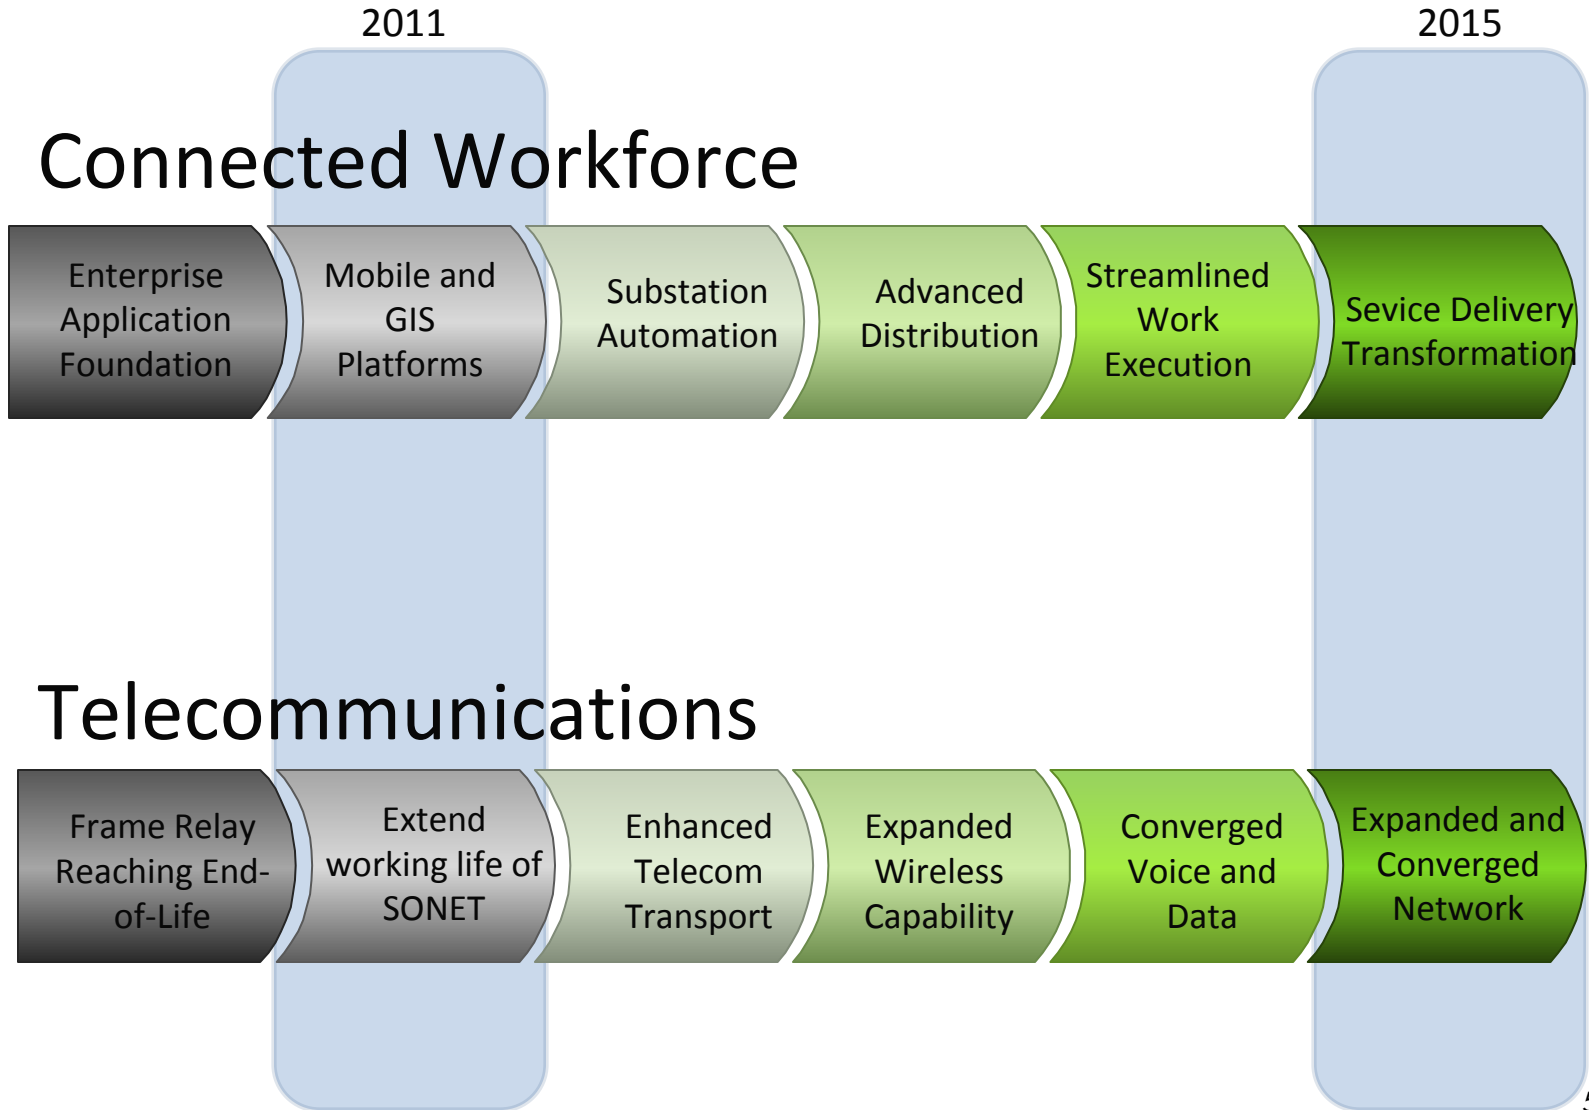 2011
2015
Connected Workforce
Enterprise
Application
Foundation
Mobile and
GIS
Platforms
Substation
Automation
Advanced
Distribution
Streamlined
Work
Execution
Sevice Delivery
Transformation
Telecommunications
Frame Relay
Reaching End-
of-Life
Extend
working life of
SONET
Enhanced
Telecom
Transport
Expanded
Wireless
Capability
Converged
Voice and
Data
Expanded and
Converged
Network